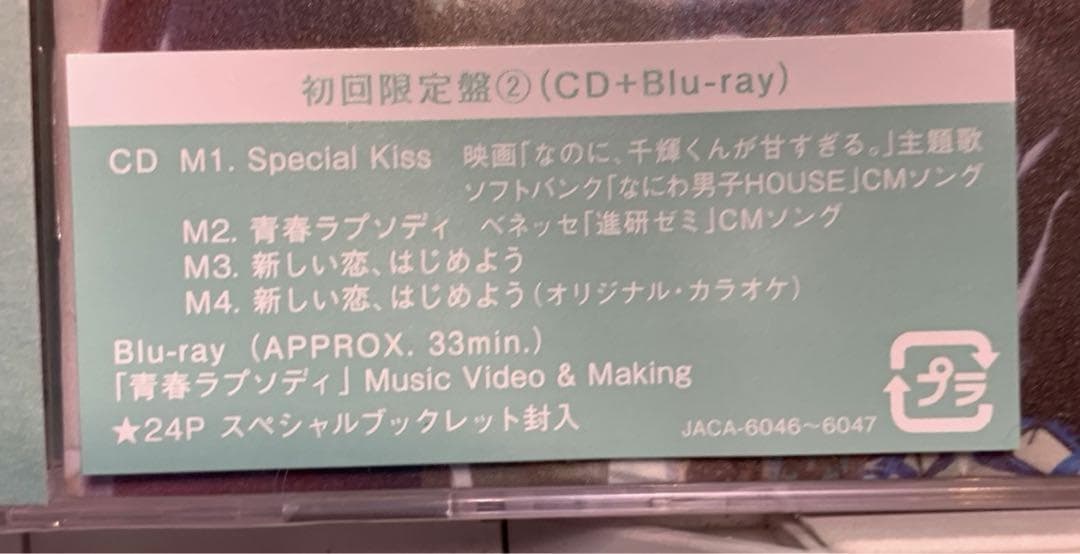 初回限定盤②(CD+Blu-ray)
CD M1. Special Kiss 映画「なのに、千輝くんが甘すぎる。」主題歌
ソフトバンク「なにわ男子HOUSE」CMソング
M2. 青春ラプソディ ベネッセ「進研ゼミ」CMソング
M3. 新しい恋、はじめよう
M4. 新しい恋、はじめよう(オリジナル・カラオケ)
Blu-ray (APPROX. 33min.)
「青春ラプソディ」Music Video & Making
★24P スペシャルブックレット封入
JACA-6046〜6047
プラ